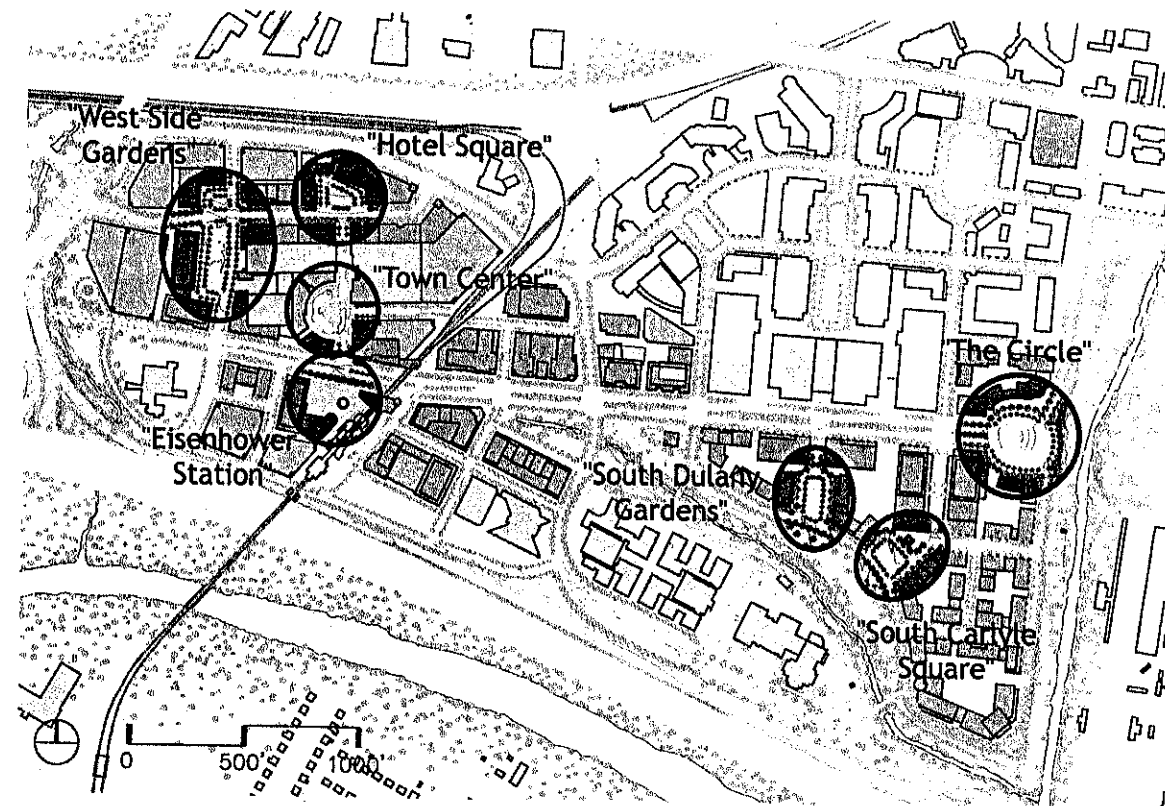 "West Side
Gardens"
"Hotel Square"
"Town Center"
"The Circle"
"Eisenhower
Station"
"South Dulany
Gardens"
"South Carlyle
Square"
0 500' 1000'